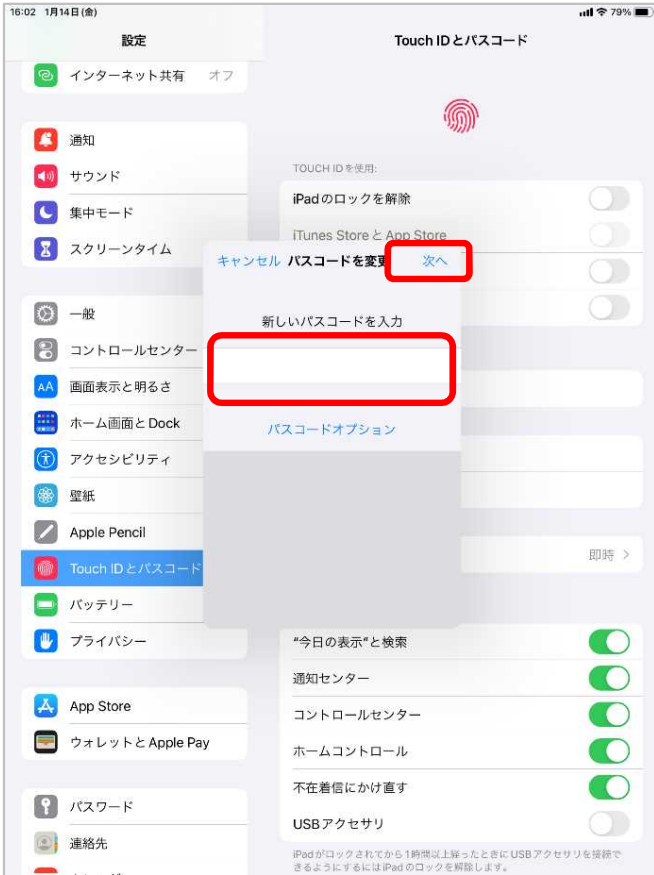 16:02 1月14日(金)
79%
設定
インターネット共有 オフ
通知
サウンド
集中モード
スクリーンタイム
一般
コントロールセンター
AA 画面表示と明るさ
ホーム画面とDock
アクセシビリティ
壁紙
Apple Pencil
Touch IDとパスコード
バッテリー
プライバシー
App Store
ウォレットとApple Pay
パスワード
連絡先
Touch IDとパスコード
TOUCH IDを使用:
iPadのロックを解除
iTunes StoreとApp Store
キャンセル パスコードを変更 次へ
新しいパスコードを入力
パスコードオプション
即時
“今日の表示”と検索
通知センター
コントロールセンター
ホームコントロール
不在着信にかけ直す
USBアクセサリ
iPadがロックされてから1時間以上経ったときにUSBアクセサリを接続で
きるようにするにはiPadのロックを解除します。